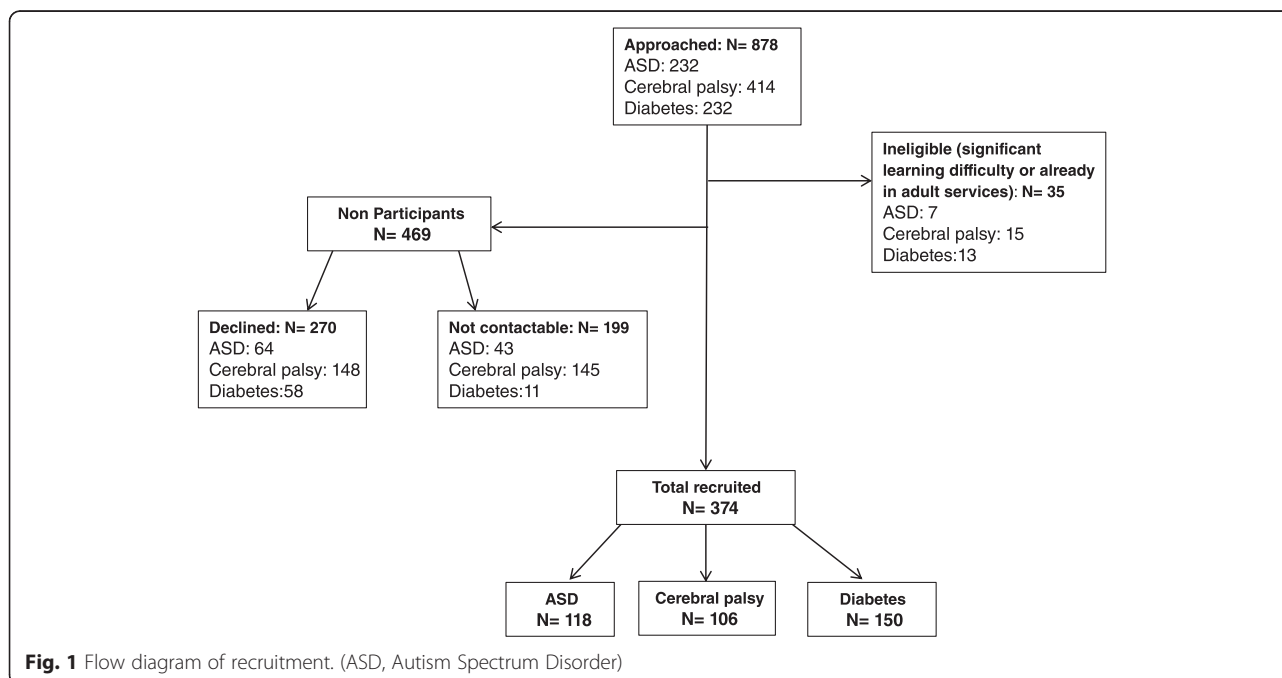 Approached: N= 878
ASD: 232
Cerebral palsy: 414
Diabetes: 232
Ineligible (significant
learning difficulty or already
in adult services): N= 35
ASD: 7
Cerebral palsy: 15
Diabetes:13
Non Participants
N= 469
Declined: N= 270
ASD: 64
Cerebral palsy: 148
Diabetes:58
Not contactable: N= 199
ASD: 43
Cerebral palsy: 145
Diabetes:11
Total recruited
N= 374
ASD
N= 118
Cerebral palsy
N= 106
Diabetes
N= 150
Fig. 1 Flow diagram of recruitment. (ASD, Autism Spectrum Disorder)